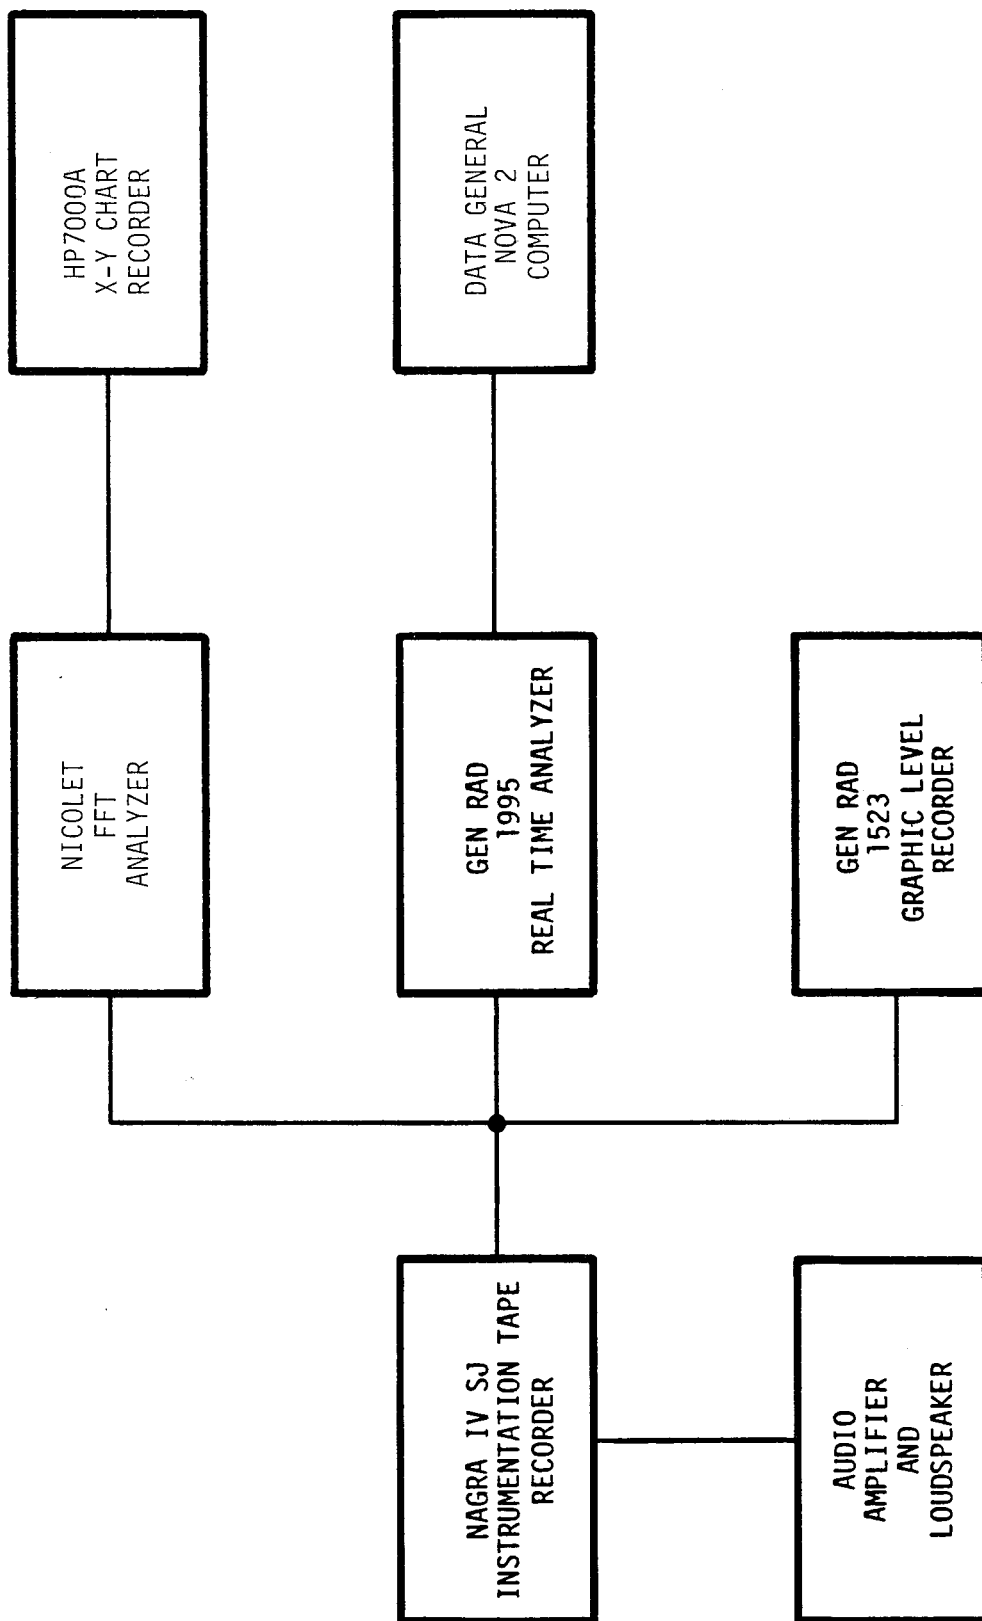 NAGRA IV SJ
INSTRUMENTATION TAPE
RECORDER
AUDIO
AMPLIFIER
AND
LOUDSPEAKER
NICOLET
FFT
ANALYZER
GEN RAD
1995
REAL TIME ANALYZER
GEN RAD
1523
GRAPHIC LEVEL
RECORDER
HP7000A
X-Y CHART
RECORDER
DATA GENERAL
NOVA 2
COMPUTER